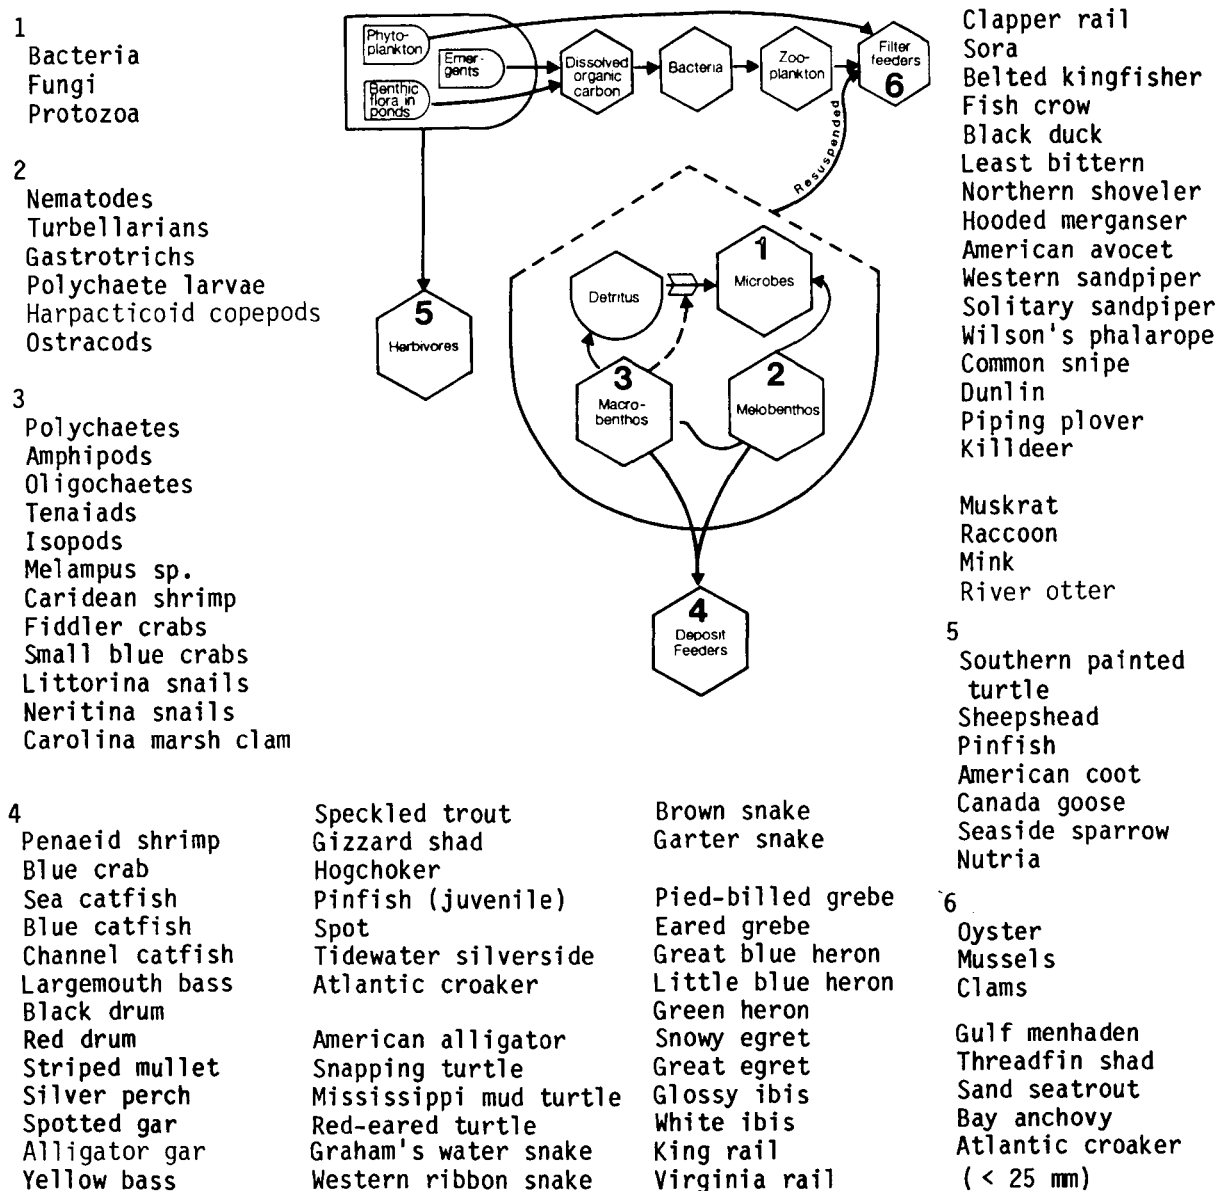 1
Bacteria
Fungi
Protozoa
2
Nematodes
Turbellarians
Gastrotrichs
Polychaete larvae
Harpacticoid copepods
Ostracods
3
Polychaetes
Amphipods
Oligochaetes
Tenaiads
Isopods
Melampus sp.
Caridean shrimp
Fiddler crabs
Small blue crabs
Littorina snails
Neritina snails
Carolina marsh clam
Phyto-
plankton
Emer-
gents
Benthic
flora in
ponds
Dissolved
organic
carbon
Bacteria
Zoo-
plankton
Filter
feeders
6
Resuspended
1
Microbes
Detritus
5
Herbivores
3
Macro-
benthos
2
Meiobenthos
4
Deposit
Feeders
4
Penaeid shrimp
Blue crab
Sea catfish
Blue catfish
Channel catfish
Largemouth bass
Black drum
Red drum
Striped mullet
Silver perch
Spotted gar
Alligator gar
Yellow bass
Speckled trout
Gizzard shad
Hogchoker
Pinfish (juvenile)
Spot
Tidewater silverside
Atlantic croaker
American alligator
Snapping turtle
Mississippi mud turtle
Red-eared turtle
Graham's water snake
Western ribbon snake
Brown snake
Garter snake
Pied-billed grebe
Eared grebe
Great blue heron
Little blue heron
Green heron
Snowy egret
Great egret
Glossy ibis
White ibis
King rail
Virginia rail
Clapper rail
Sora
Belted kingfisher
Fish crow
Black duck
Least bittern
Northern shoveler
Hooded merganser
American avocet
Western sandpiper
Solitary sandpiper
Wilson's phalarope
Common snipe
Dunlin
Piping plover
Killdeer
Muskrat
Raccoon
Mink
River otter
5
Southern painted
turtle
Sheepshead
Pinfish
American coot
Canada goose
Seaside sparrow
Nutria
6
Oyster
Mussels
Clams
Gulf menhaden
Threadfin shad
Sand seatrout
Bay anchovy
Atlantic croaker
(< 25 mm)